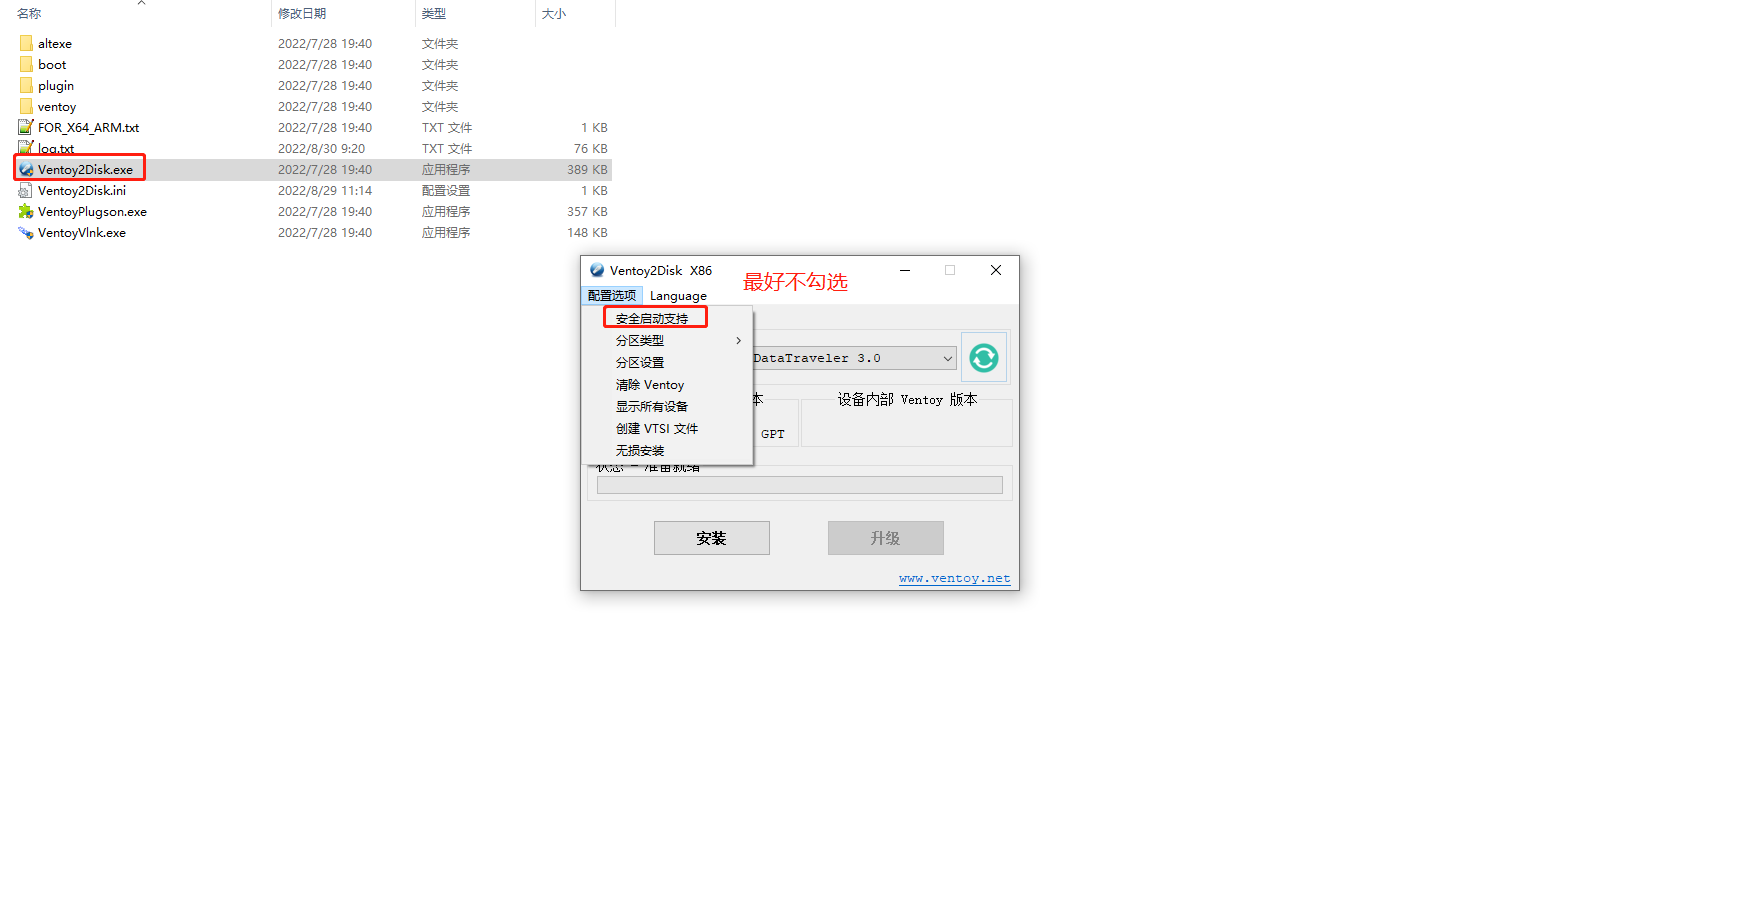 名称 修改日期 类型 大小
altexe 2022/7/28 19:40 文件夹
boot 2022/7/28 19:40 文件夹
plugin 2022/7/28 19:40 文件夹
ventoy 2022/7/28 19:40 文件夹
FOR_X64_ARM.txt 2022/7/28 19:40 TXT 文件 1 KB
log.txt 2022/8/30 9:20 TXT 文件 76 KB
Ventoy2Disk.exe 2022/7/28 19:40 应用程序 389 KB
Ventoy2Disk.ini 2022/8/29 11:14 配置设置 1 KB
VentoyPlugson.exe 2022/7/28 19:40 应用程序 357 KB
VentoyVlnk.exe 2022/7/28 19:40 应用程序 148 KB
Ventoy2Disk X86
最好不勾选
配置选项 Language
安全启动支持
分区类型
分区设置
清除 Ventoy
显示所有设备
创建 VTSI 文件
无损安装
DataTraveler 3.0
本 设备内部 Ventoy 版本
GPT
状态 - 准备就绪
安装 升级
www.ventoy.net